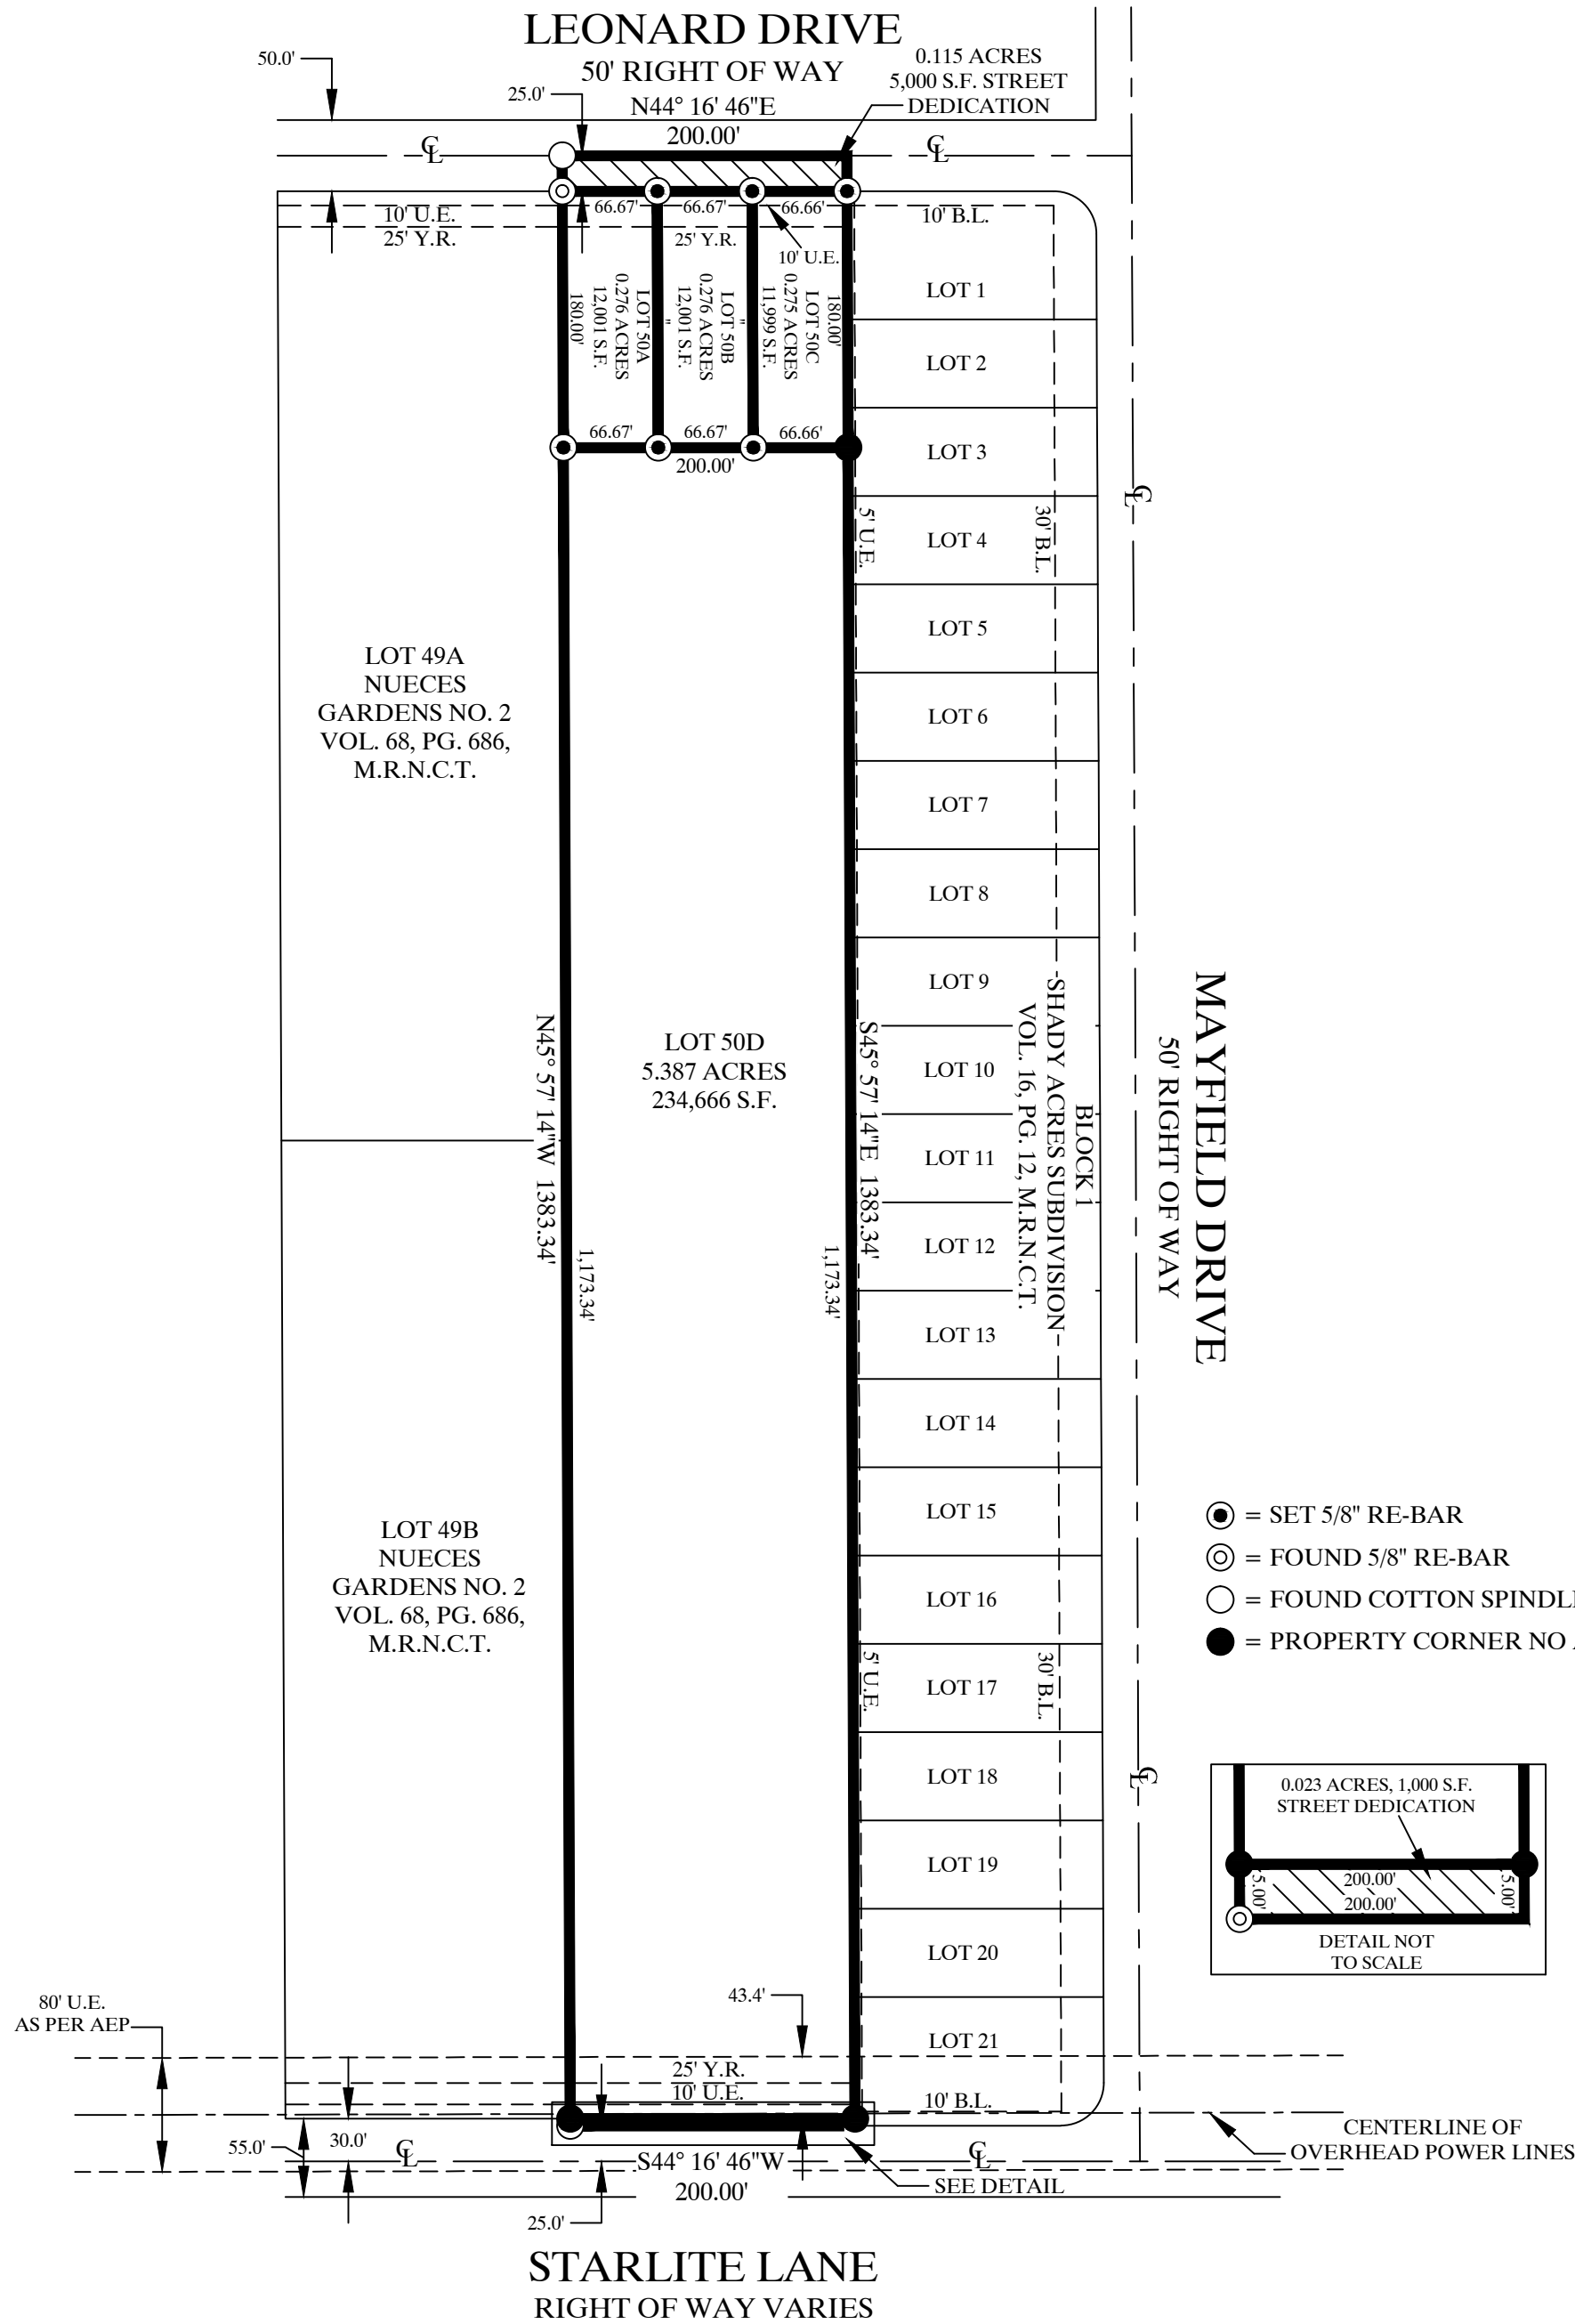 LEONARD DRIVE
50' RIGHT OF WAY
N44° 16' 46"E
200.00'
50.0'
25.0'
0.115 ACRES
5,000 S.F. STREET
DEDICATION
℄
℄
10' U.E.
25' Y.R.
66.67'
66.67'
66.66'
25' Y.R.
10' U.E.
10' B.L.
180.00'
LOT 50A
0.276 ACRES
12,001 S.F.
"
LOT 50B
0.276 ACRES
12,001 S.F.
"
LOT 50C
0.275 ACRES
11,999 S.F.
180.00'
66.67'
66.67'
66.66'
200.00'
LOT 1
LOT 2
LOT 3
LOT 4
LOT 5
LOT 6
LOT 7
LOT 8
LOT 9
LOT 10
LOT 11
LOT 12
LOT 13
LOT 14
LOT 15
LOT 16
LOT 17
LOT 18
LOT 19
LOT 20
LOT 21
5' U.E.
30' B.L.
℄
LOT 49A
NUECES
GARDENS NO. 2
VOL. 68, PG. 686,
M.R.N.C.T.
LOT 50D
5.387 ACRES
234,666 S.F.
N45° 57' 14"W 1383.34'
1,173.34'
S45° 57' 14"E 1383.34'
1,173.34'
BLOCK 1
SHADY ACRES SUBDIVISION
VOL. 16, PG. 12, M.R.N.C.T.
MAYFIELD DRIVE
50' RIGHT OF WAY
LOT 49B
NUECES
GARDENS NO. 2
VOL. 68, PG. 686,
M.R.N.C.T.
5' U.E.
30' B.L.
℄
= SET 5/8" RE-BAR
= FOUND 5/8" RE-BAR
= FOUND COTTON SPINDL
= PROPERTY CORNER NO
0.023 ACRES, 1,000 S.F.
STREET DEDICATION
5.00'
200.00'
200.00'
5.00'
DETAIL NOT
TO SCALE
80' U.E.
AS PER AEP
43.4'
25' Y.R.
10' U.E.
10' B.L.
55.0'
30.0'
℄
S44° 16' 46"W
200.00'
℄
SEE DETAIL
CENTERLINE OF
OVERHEAD POWER LINES
25.0'
STARLITE LANE
RIGHT OF WAY VARIES